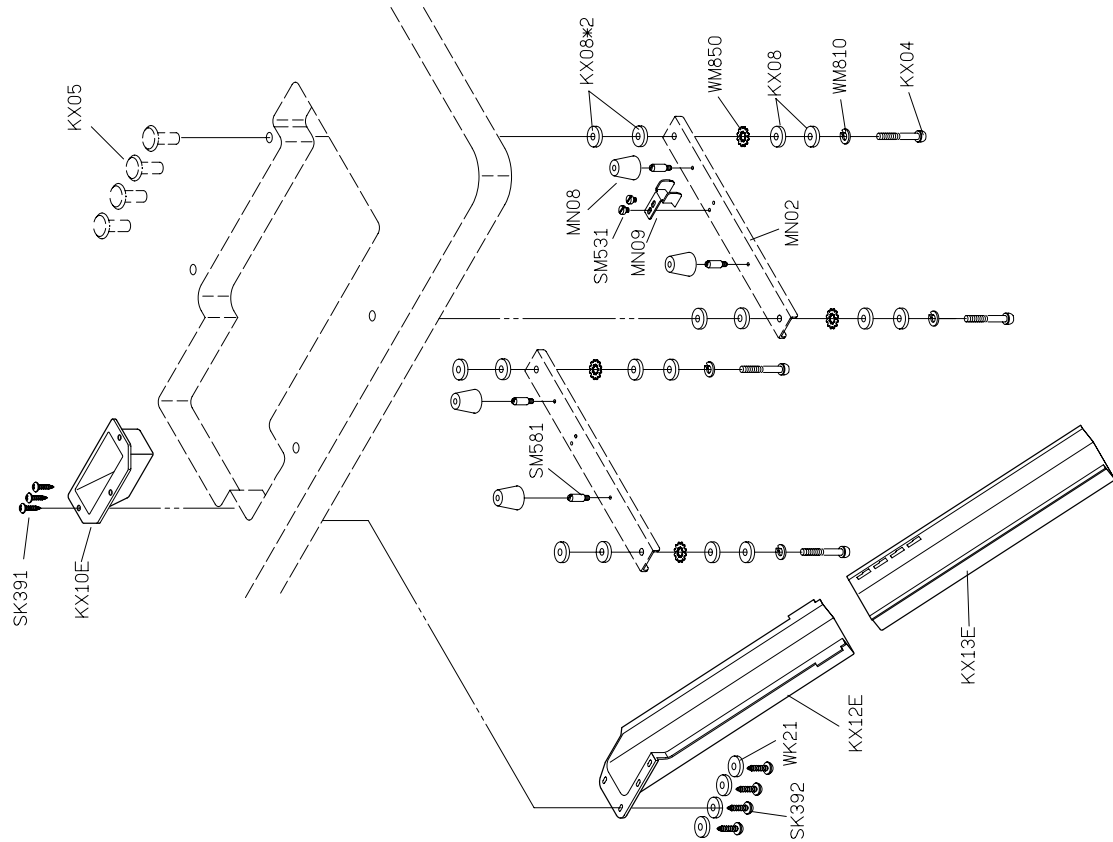 KX05
KX08*2
WM850
KX08
WM810
KX04
MN08
SM531
MN09
MN02
SK391
KX10E
SM581
KX13E
KX12E
WK21
SK392